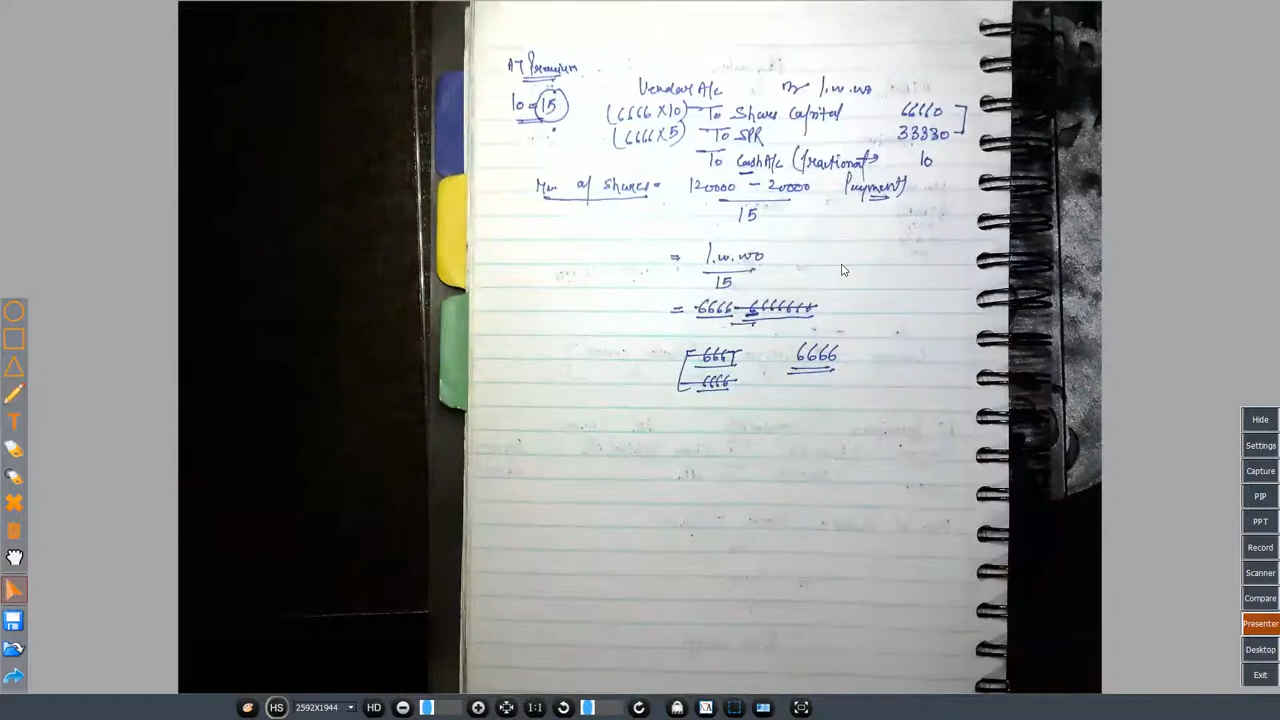 At Premium
10 - 15
Vendor A/c Dr 1,00,000
(6666 X 10) To Share Capital 66660
(6666 X 5) To SPR 33330
To Cash A/c (fractional 10
Payment)
No. of Shares = 120000 - 20000
15
= 1,00,000
15
= 6666.6666666
6667 6666
6666
Hide
Settings
Capture
PIP
PPT
Record
Scanner
Compare
Presenter
Desktop
Exit
HS 2592X1944 HD 1:1